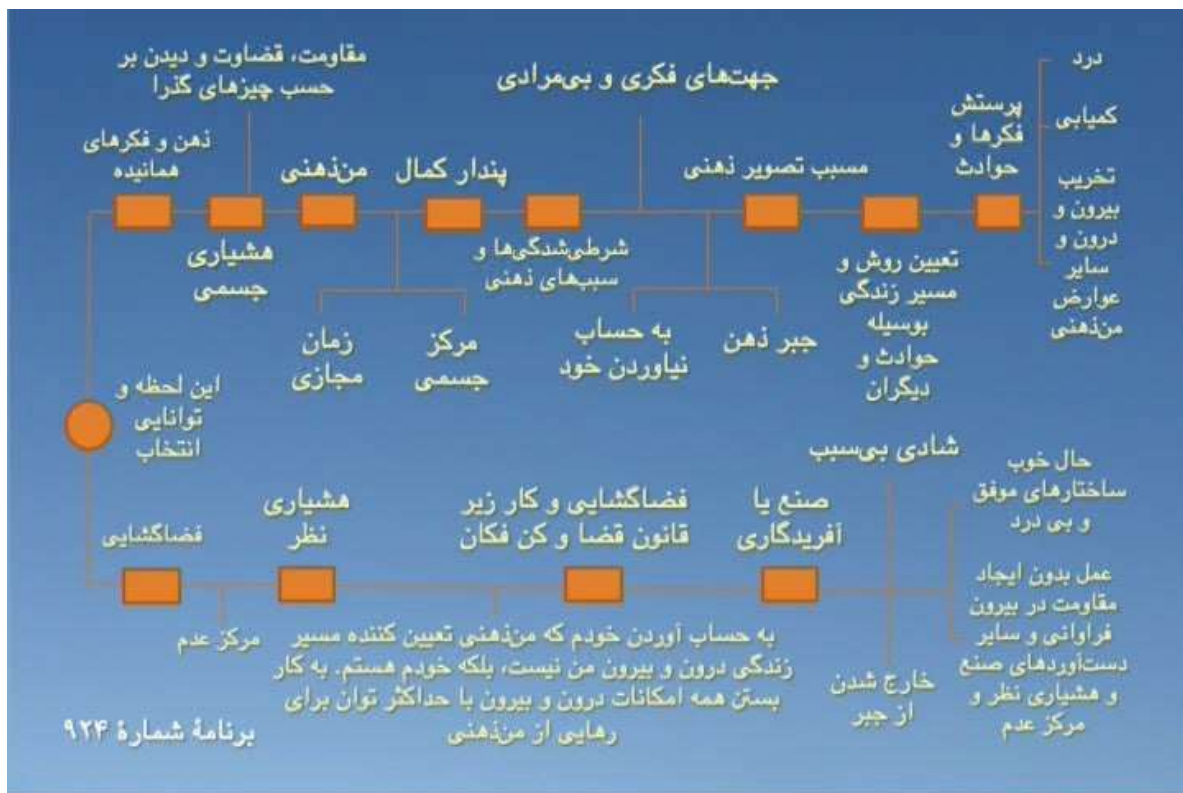 مقاومت، قضاوت و دیدن بر
حسب چیزهای گذرا
ذهن و فکرهای
همانیده
هشیاری
جسمی
من‌ذهنی
زمان
مجازی
مرکز
جسمی
پندار کمال
شرطی‌شدگی‌ها و
سبب‌های ذهنی
جهت‌های فکری و بی‌مرادی
به حساب
نیاوردن خود
جبر ذهن
مسبب تصویر ذهنی
تعیین روش و
مسیر زندگی
بوسیله
حوادث و
دیگران
پرستش
فکرها و
حوادث
درد
کمیابی
تخریب
بیرون و
درون و
سایر
عوارض
من‌ذهنی
این لحظه و
توانایی
انتخاب
فضاگشایی
مرکز عدم
هشیاری
نظر
به حساب آوردن خودم که من‌ذهنی تعیین کننده مسیر
زندگی درون و بیرون من نیست، بلکه خودم هستم. به کار
بستن همه امکانات درون و بیرون با حداکثر توان برای
رهایی از من‌ذهنی
فضاگشایی و کار زیر
قانون قضا و کن فکان
صنع یا
آفریدگاری
شادی بی‌سبب
خارج شدن
از جبر
حال خوب
ساختارهای موفق
و بی درد
عمل بدون ایجاد
مقاومت در بیرون
فراوانی و سایر
دست‌آوردهای صنع
و هشیاری نظر و
مرکز عدم
برنامهٔ شمارهٔ ۹۲۴